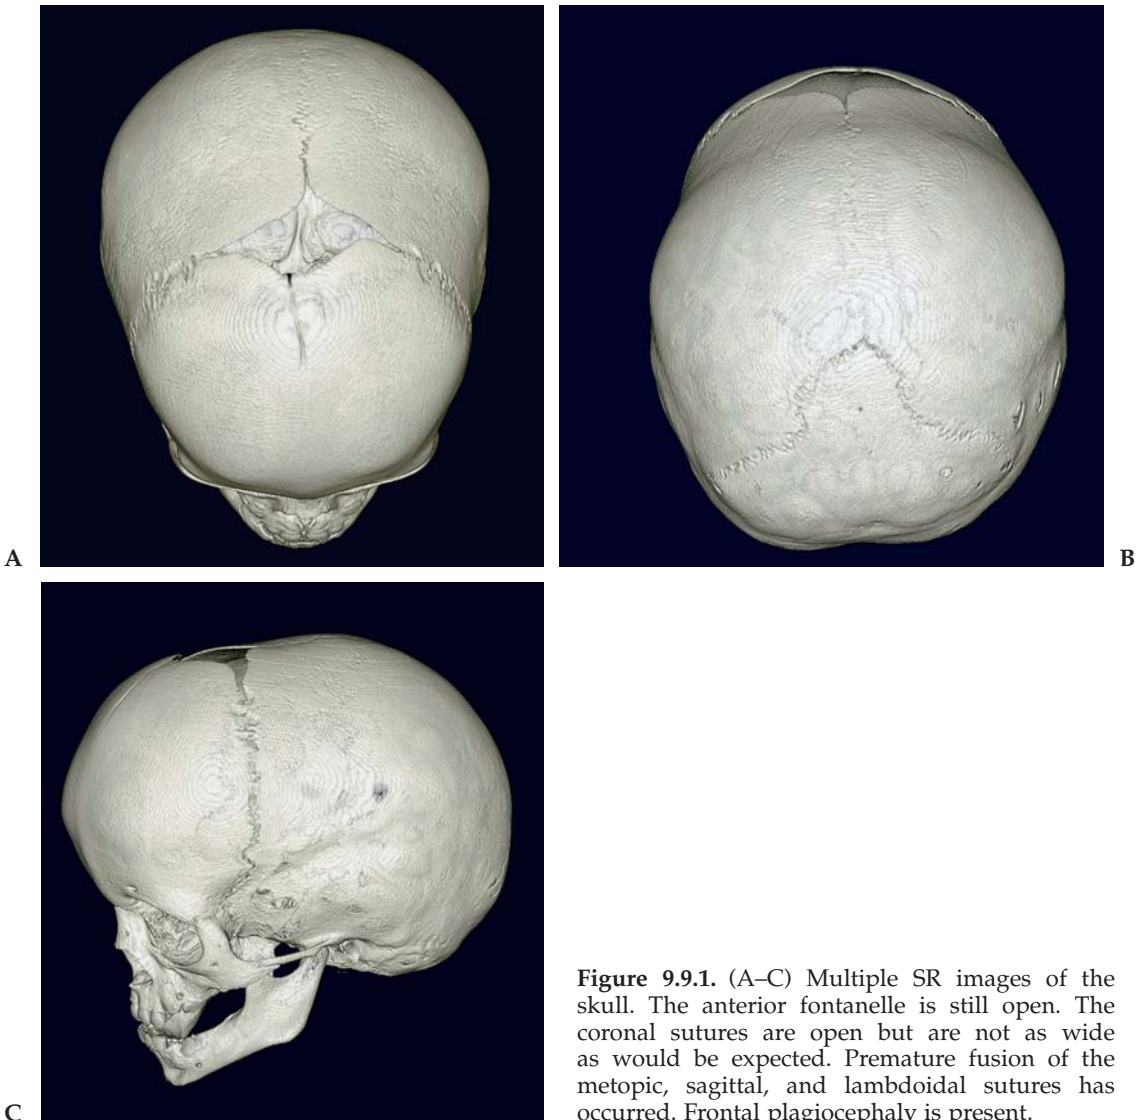 A
B
C
Figure 9.9.1. (A–C) Multiple SR images of the
skull. The anterior fontanelle is still open. The
coronal sutures are open but are not as wide
as would be expected. Premature fusion of the
metopic, sagittal, and lambdoidal sutures has
occurred. Frontal plagiocephaly is present.